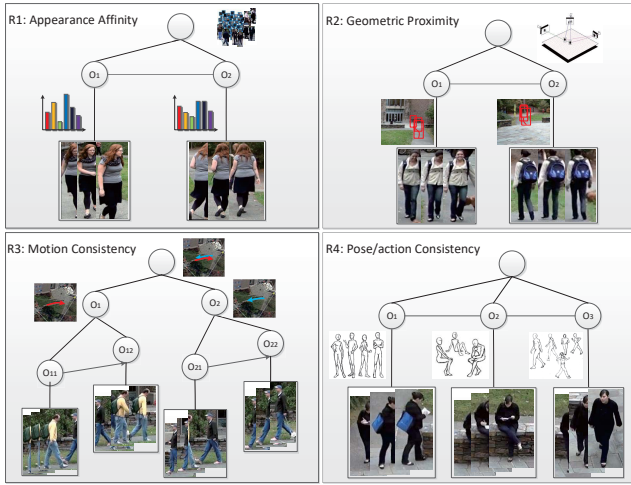 R1: Appearance Affinity
O1
O2
R2: Geometric Proximity
O1
O2
R3: Motion Consistency
O1
O2
O11
O12
O21
O22
R4: Pose/action Consistency
O1
O2
O3